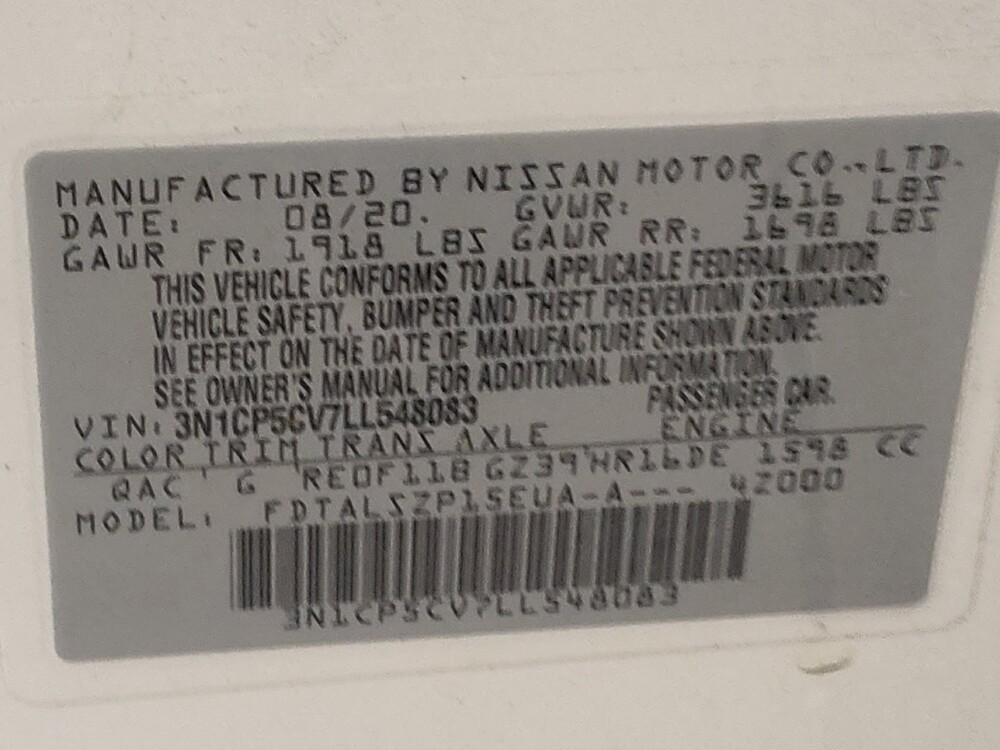 MANUFACTURED BY NISSAN MOTOR CO.,LTD.
DATE: 08/20. GVWR: 3616 LBS
GAWR FR: 1918 LBS GAWR RR: 1698 LBS
THIS VEHICLE CONFORMS TO ALL APPLICABLE FEDERAL MOTOR
VEHICLE SAFETY, BUMPER AND THEFT PREVENTION STANDARDS
IN EFFECT ON THE DATE OF MANUFACTURE SHOWN ABOVE.
SEE OWNER'S MANUAL FOR ADDITIONAL INFORMATION.
VIN: 3N1CP5CV7LL548083 PASSENGER CAR.
COLOR TRIM TRANS AXLE ENGINE
QAC G RE0F11B GZ39 HR16DE 1598 CC
MODEL: FDTALSZP15EUA-A--- 4Z000
3N1CP5CV7LL548083